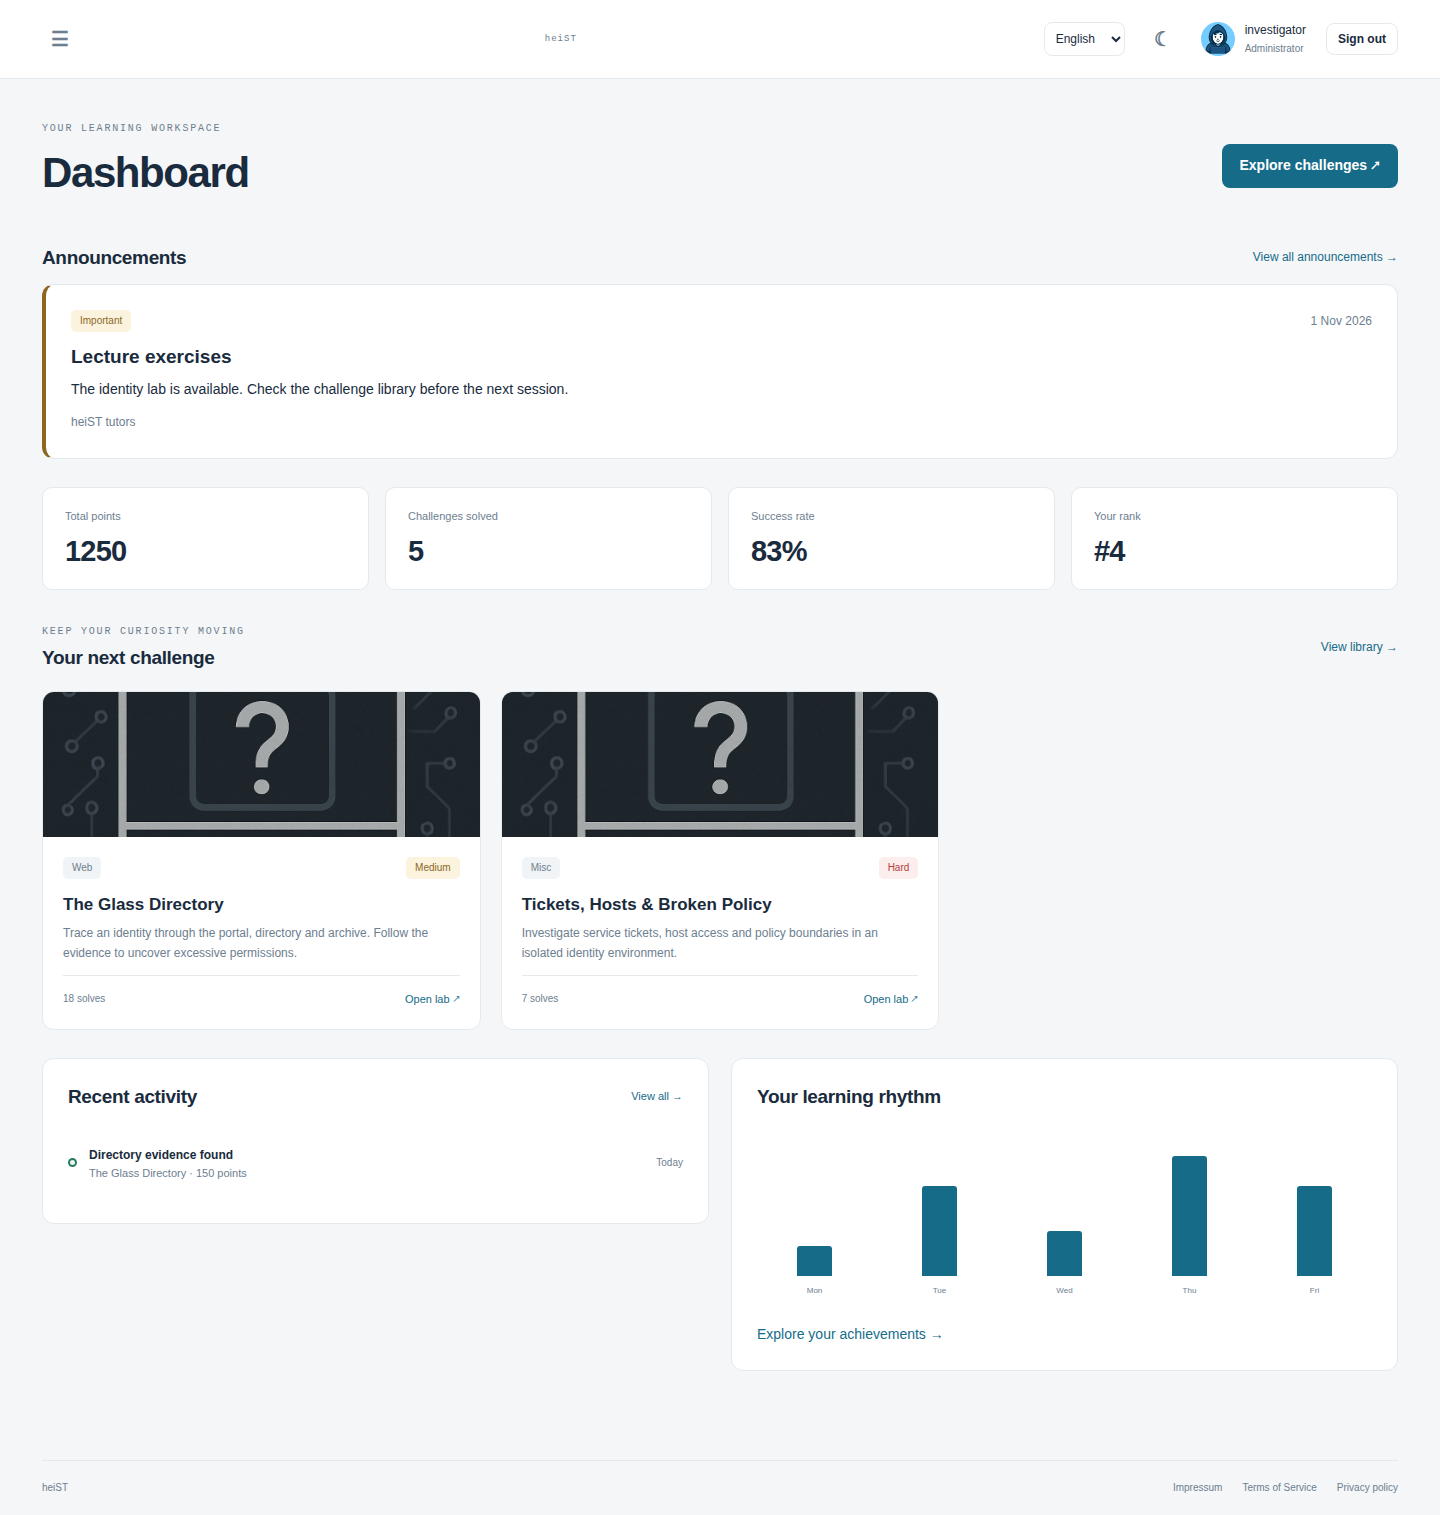 ☰ heiST English ☾ investigator Sign out
Administrator
YOUR LEARNING WORKSPACE
Dashboard
Explore challenges ↗
Announcements View all announcements →
Important 1 Nov 2026
Lecture exercises
The identity lab is available. Check the challenge library before the next session.
heiST tutors
Total points Challenges solved Success rate Your rank
1250 5 83% #4
KEEP YOUR CURIOSITY MOVING
Your next challenge View library →
? ?
Web Medium Misc Hard
The Glass Directory
Trace an identity through the portal, directory and archive. Follow the
evidence to uncover excessive permissions.
18 solves Open lab ↗
Tickets, Hosts & Broken Policy
Investigate service tickets, host access and policy boundaries in an
isolated identity environment.
7 solves Open lab ↗
Recent activity View all →
Directory evidence found
The Glass Directory · 150 points
Today
Your learning rhythm
Mon Tue Wed Thu Fri
Explore your achievements →
heiST Impressum Terms of Service Privacy policy